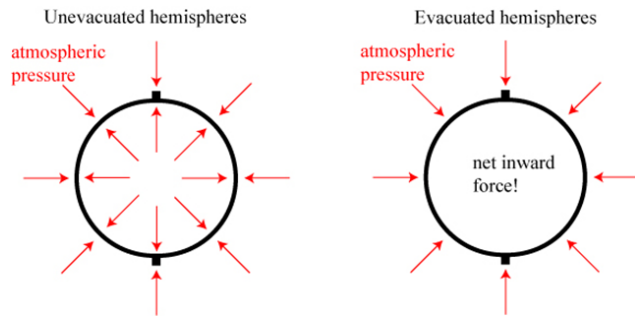 Unevacuated hemispheres
atmospheric
pressure
Evacuated hemispheres
atmospheric
pressure
net inward
force!